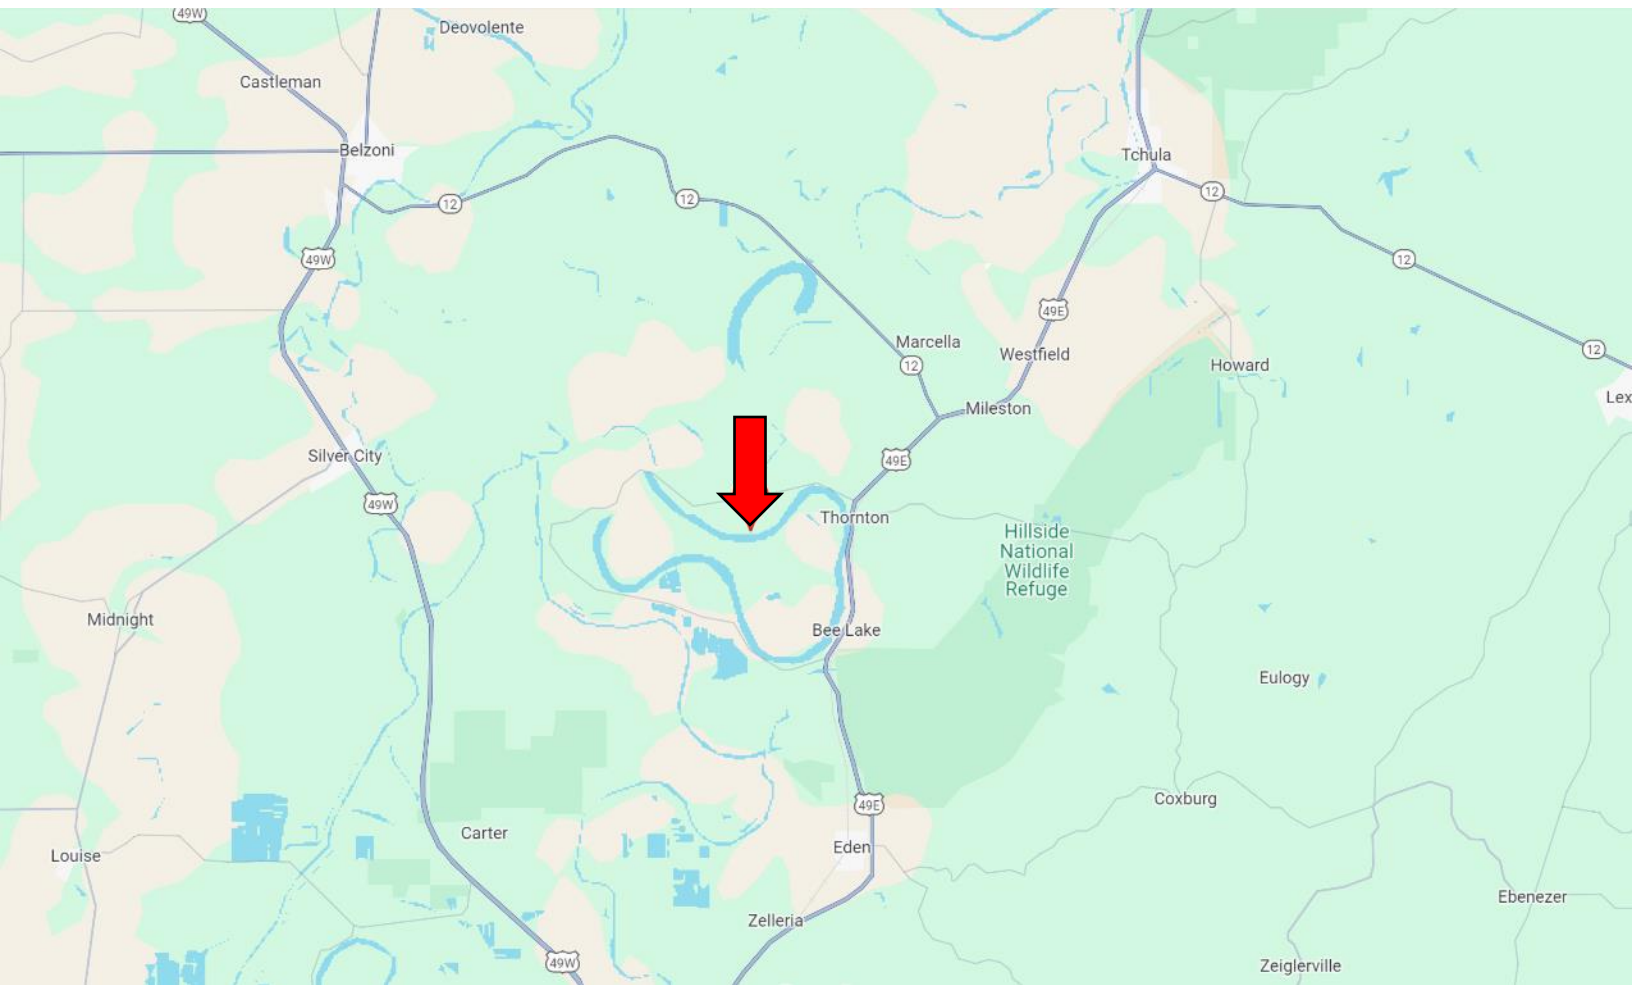 49W
Deovolente
Castleman
Belzoni
Tchula
12
12
12
49W
12
49E
Marcella
Westfield
12
Howard
12
Lex
Mileston
Silver City
49E
49W
Thornton
Hillside
National
Wildlife
Refuge
Midnight
Bee Lake
Eulogy
Coxburg
49E
Carter
Eden
Louise
Ebenezer
Zelleria
49W
Zeiglerville